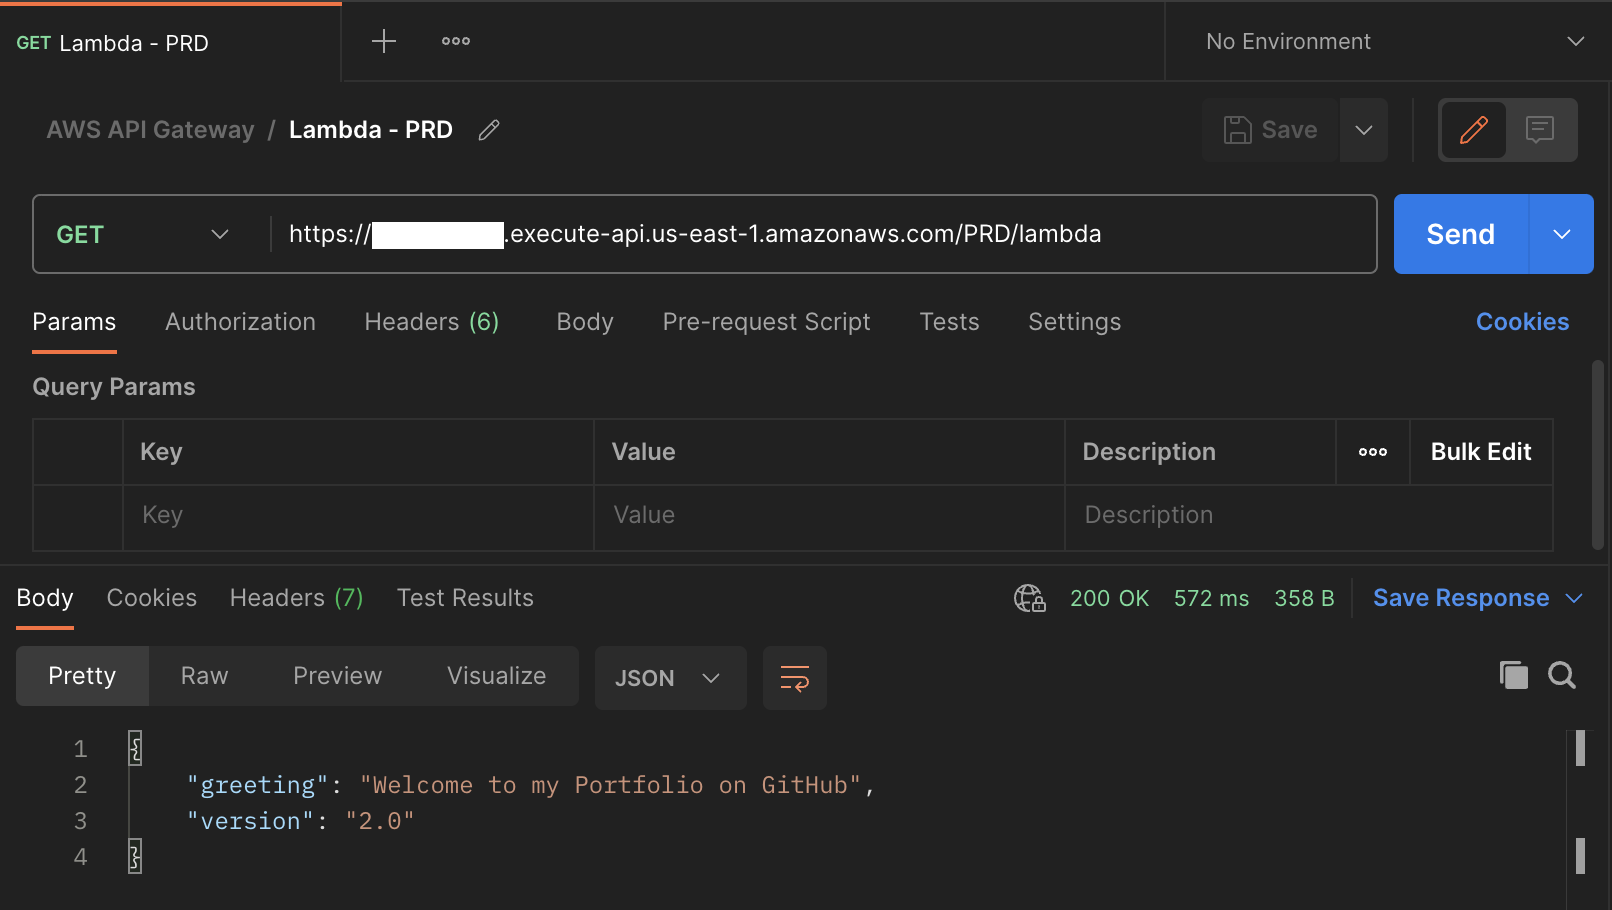 GET Lambda - PRD
No Environment
AWS API Gateway / Lambda - PRD
Save
GET
https://
.execute-api.us-east-1.amazonaws.com/PRD/lambda
Send
Params Authorization Headers (6) Body Pre-request Script Tests Settings Cookies
Query Params
Key Value Description Bulk Edit
Key Value Description
Body Cookies Headers (7) Test Results 200 OK 572 ms 358 B Save Response
Pretty Raw Preview Visualize JSON
1 {
2 "greeting": "Welcome to my Portfolio on GitHub",
3 "version": "2.0"
4 }